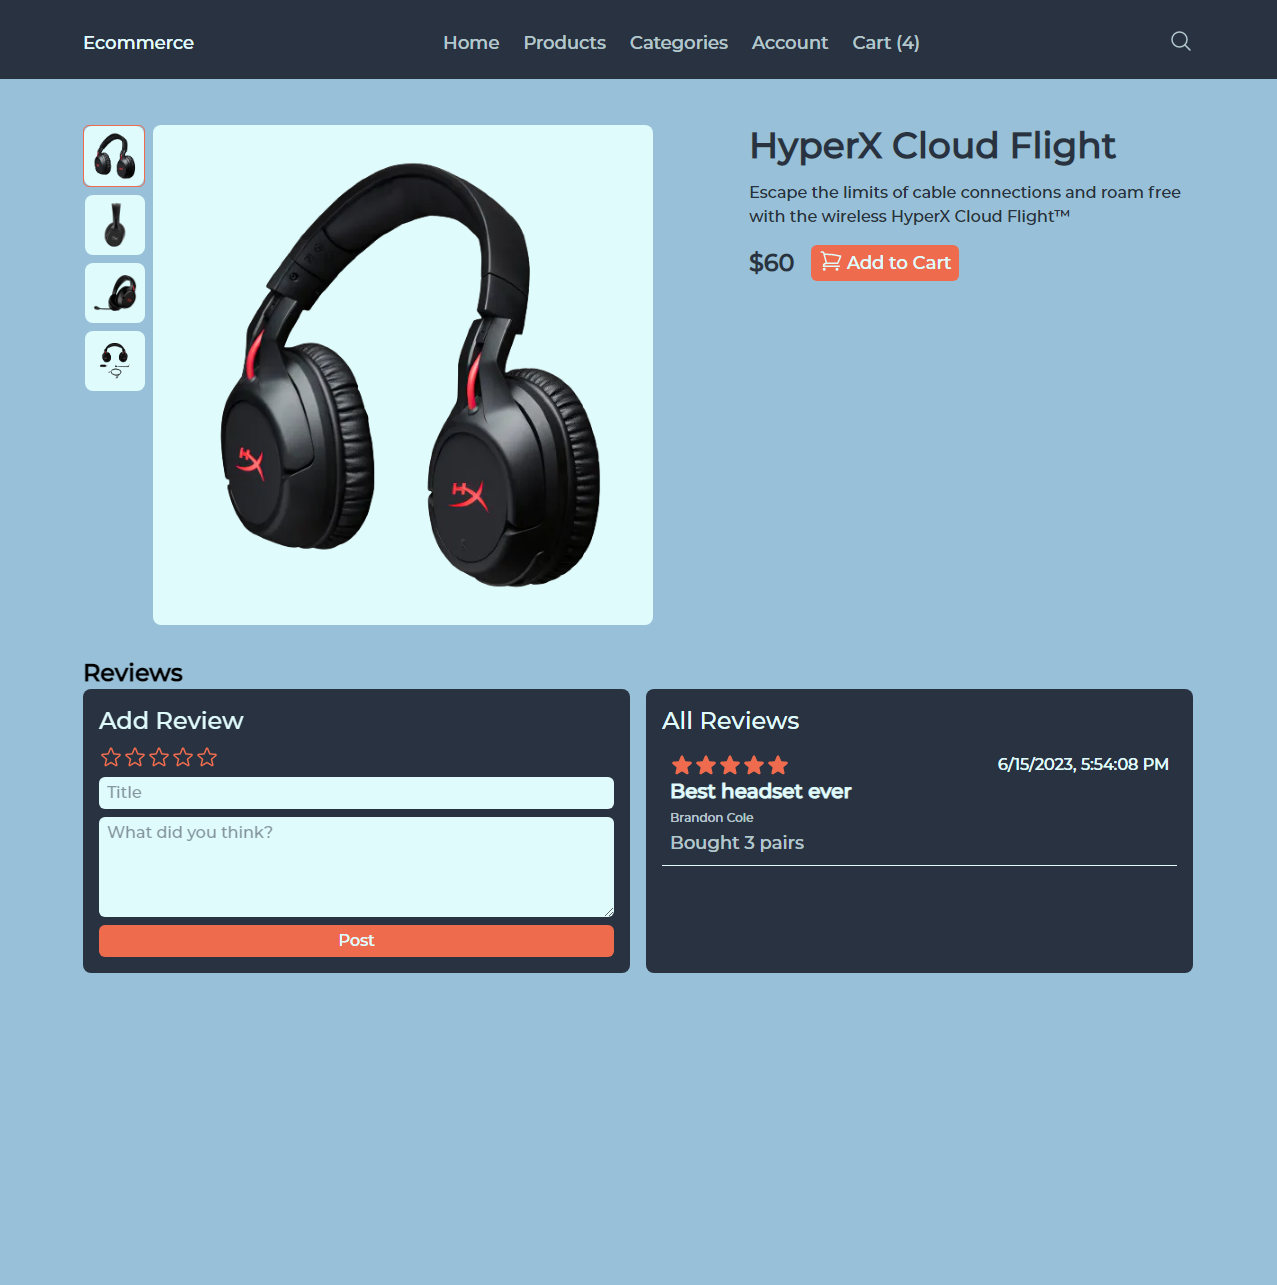 Ecommerce
Home Products Categories Account Cart (4)
HyperX Cloud Flight
Escape the limits of cable connections and roam free
with the wireless HyperX Cloud Flight™
$60 Add to Cart
HX
HX
Reviews
Add Review
Title
What did you think?
Post
All Reviews
6/15/2023, 5:54:08 PM
Best headset ever
Brandon Cole
Bought 3 pairs